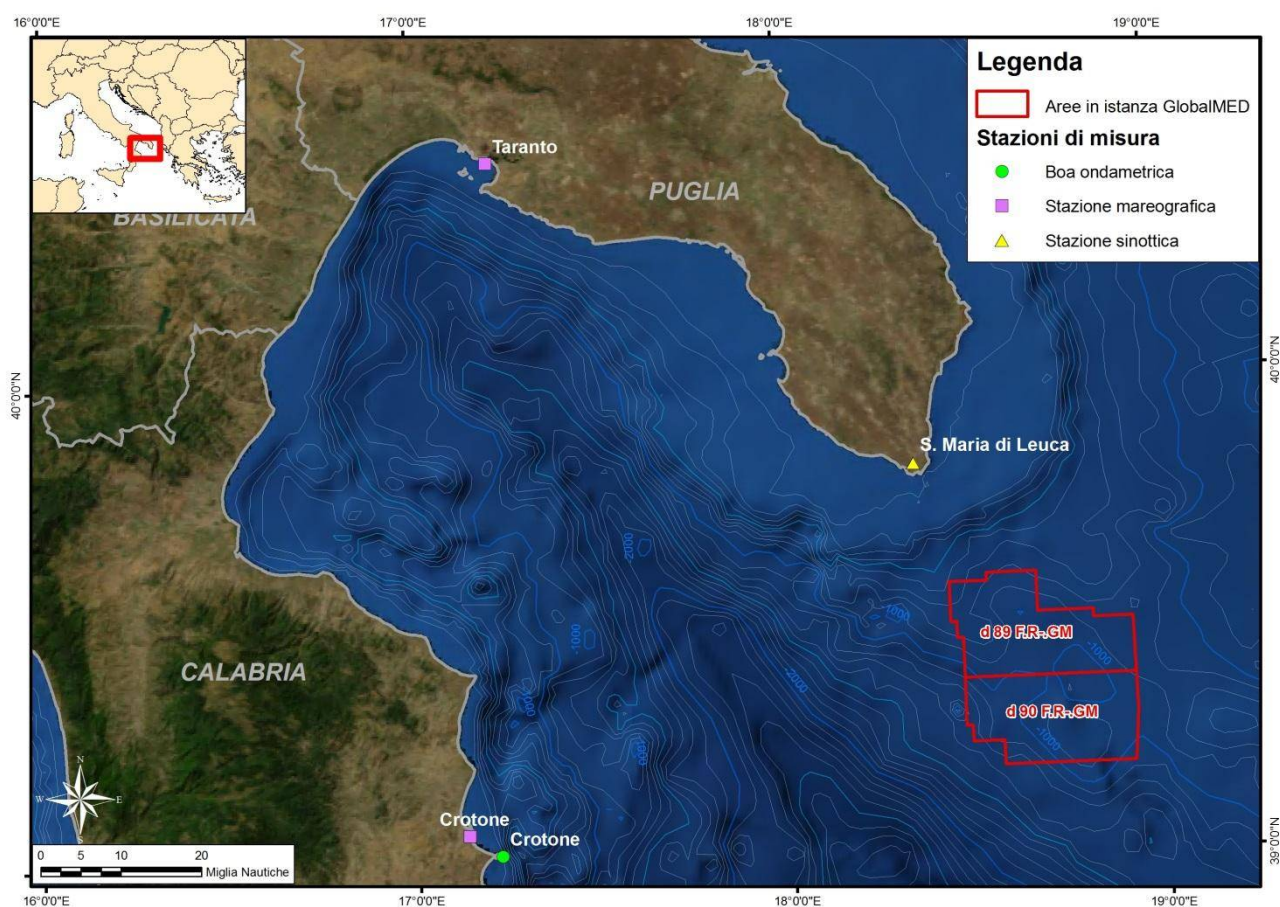 16°0'0"E
17°0'0"E
18°0'0"E
19°0'0"E
Legenda
Aree in istanza GlobalMED
Stazioni di misura
Boa ondametrica
Stazione mareografica
Stazione sinottica
Taranto
PUGLIA
BASILICATA
40°0'0"N
40°0'0"N
S. Maria di Leuca
-2000
-1000
d 89 F.R-.GM
-1000
-1000
CALABRIA
-2000
-1000
d 90 F.R-.GM
-1000
-1000
N
W
E
S
Crotone
Crotone
39°0'0"N
0
5
10
20
Miglia Nautiche
16°0'0"E
17°0'0"E
18°0'0"E
19°0'0"E